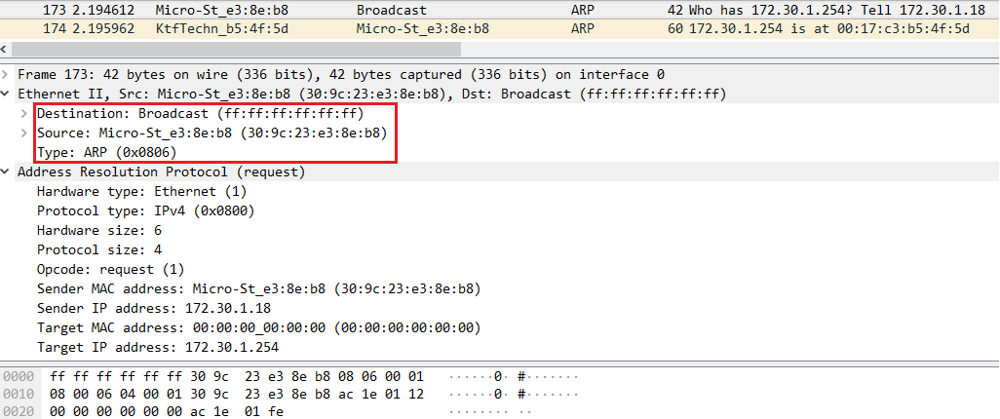 173 2.194612 Micro-St_e3:8e:b8 Broadcast ARP 42 Who has 172.30.1.254? Tell 172.30.1.18
174 2.195962 KtfTechn_b5:4f:5d Micro-St_e3:8e:b8 ARP 60 172.30.1.254 is at 00:17:c3:b5:4f:5d
Frame 173: 42 bytes on wire (336 bits), 42 bytes captured (336 bits) on interface 0
Ethernet II, Src: Micro-St_e3:8e:b8 (30:9c:23:e3:8e:b8), Dst: Broadcast (ff:ff:ff:ff:ff:ff)
Destination: Broadcast (ff:ff:ff:ff:ff:ff)
Source: Micro-St_e3:8e:b8 (30:9c:23:e3:8e:b8)
Type: ARP (0x0806)
Address Resolution Protocol (request)
Hardware type: Ethernet (1)
Protocol type: IPv4 (0x0800)
Hardware size: 6
Protocol size: 4
Opcode: request (1)
Sender MAC address: Micro-St_e3:8e:b8 (30:9c:23:e3:8e:b8)
Sender IP address: 172.30.1.18
Target MAC address: 00:00:00_00:00:00 (00:00:00:00:00:00)
Target IP address: 172.30.1.254
0000 ff ff ff ff ff ff 30 9c 23 e3 8e b8 08 06 00 01 ······0· #·······
0010 08 00 06 04 00 01 30 9c 23 e3 8e b8 ac 1e 01 12 ······0· #·······
0020 00 00 00 00 00 00 ac 1e 01 fe ········ ··